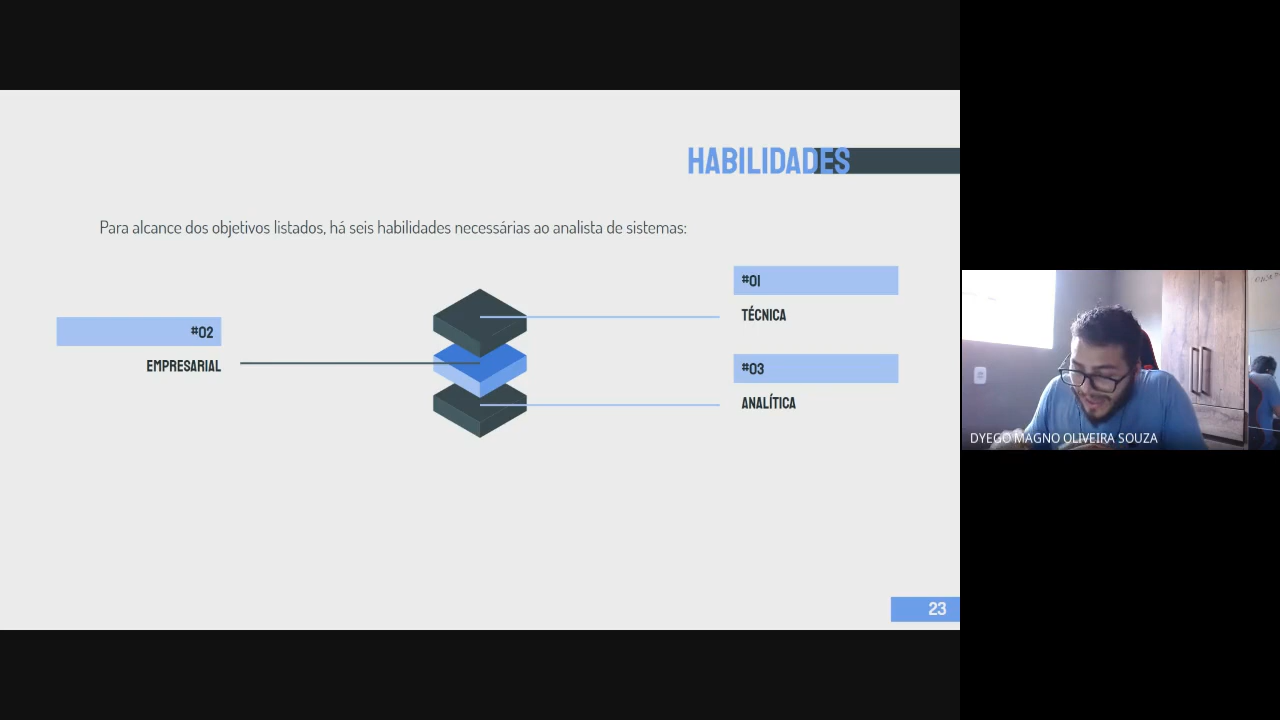 HABILIDADES
Para alcance dos objetivos listados, há seis habilidades necessárias ao analista de sistemas:
#01
TÉCNICA
#02
EMPRESARIAL
#03
ANALÍTICA
23
DYEGO MAGNO OLIVEIRA SOUZA